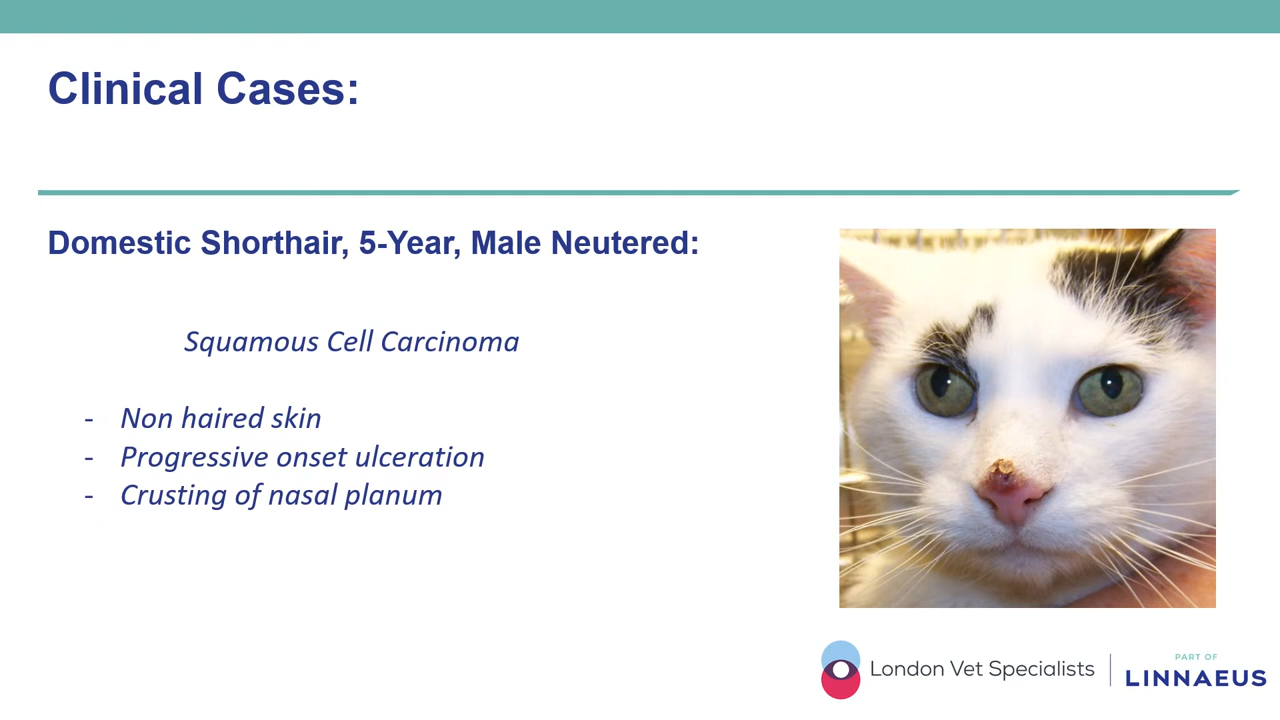 Clinical Cases:
Domestic Shorthair, 5-Year, Male Neutered:
Squamous Cell Carcinoma
- Non haired skin
- Progressive onset ulceration
- Crusting of nasal planum
London Vet Specialists
PART OF
LINNAEUS